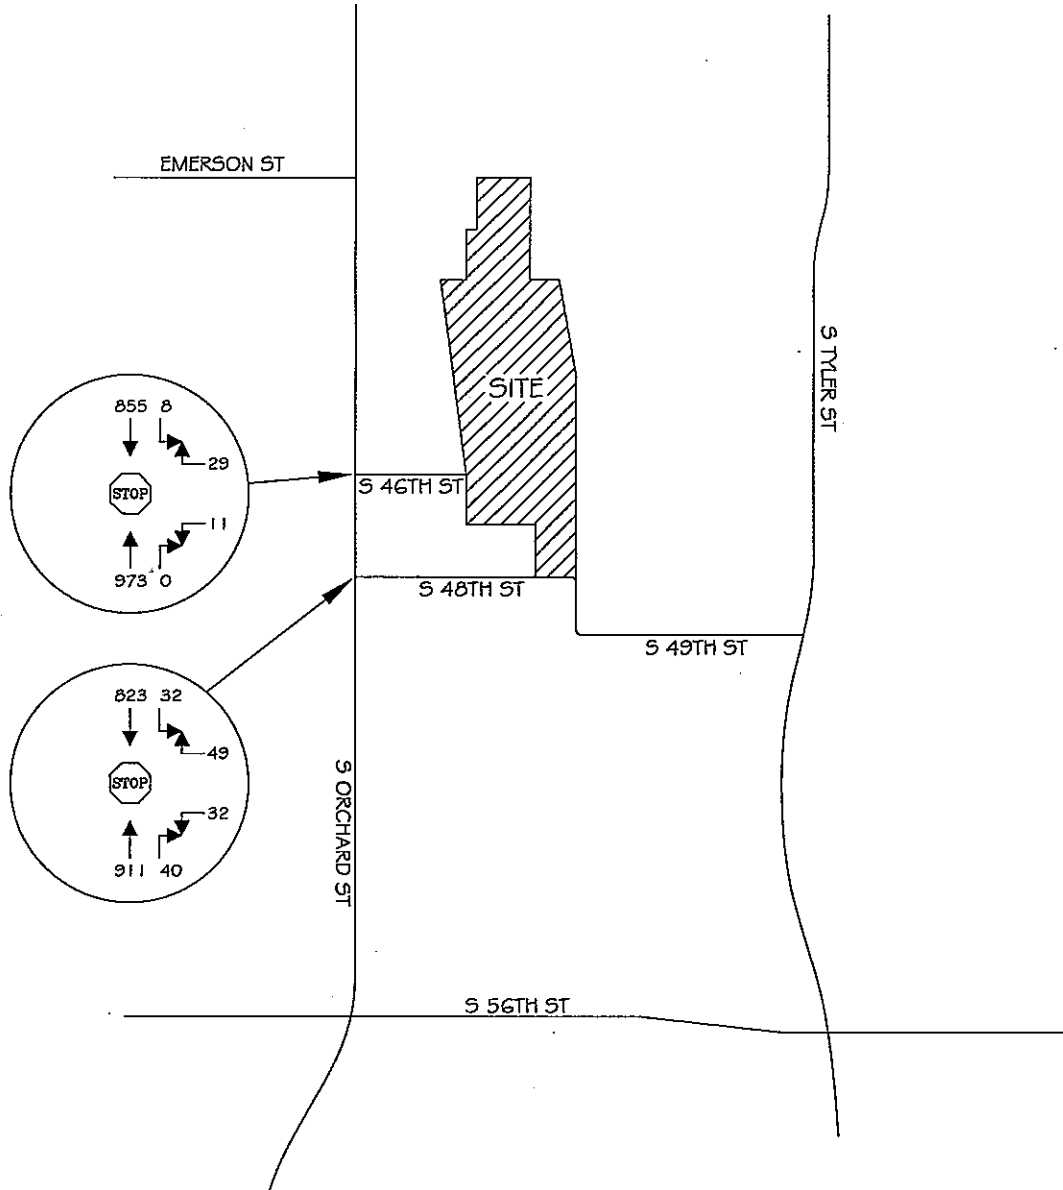 EMERSON ST
S TYLER ST
SITE
855 8
29
STOP
11
973 0
S 46TH ST
S 48TH ST
S 49TH ST
823 32
49
STOP
32
911 40
S ORCHARD ST
S 56TH ST